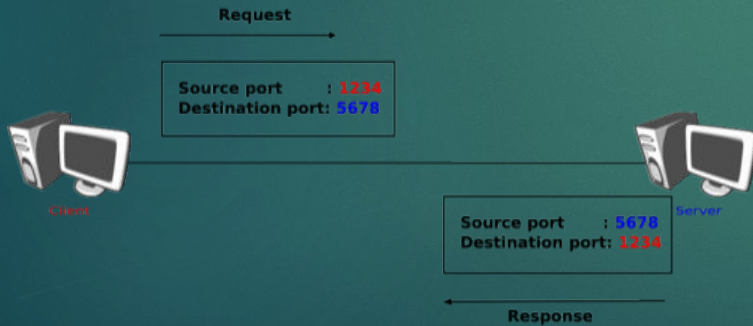 Request
Source port : 1234
Destination port: 5678
Client
Server
Source port : 5678
Destination port: 1234
Response